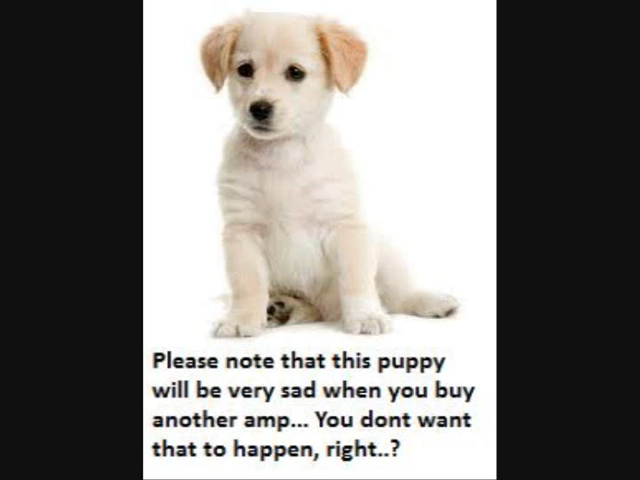 Please note that this puppy
will be very sad when you buy
another amp... You dont want
that to happen, right..?